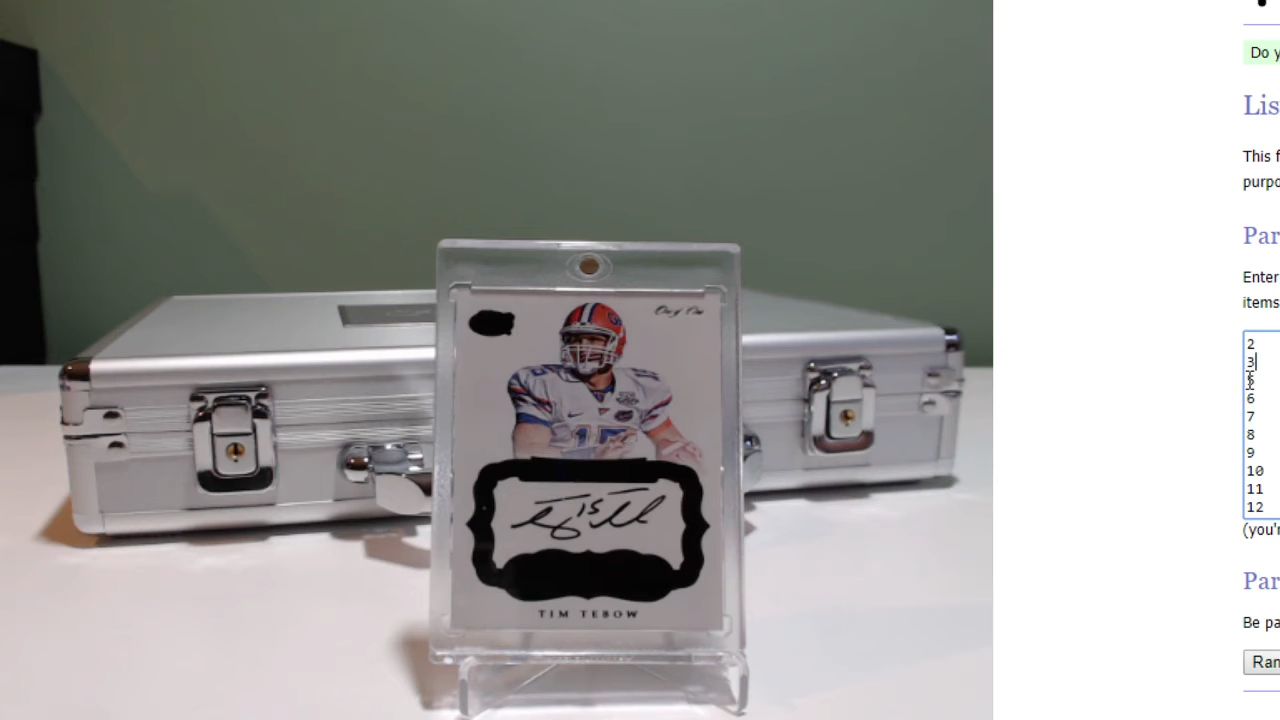 One of One
15
TIM TEBOW
Do y
Lis
This f
purpo
Par
Enter
items
2
3
6
7
8
9
10
11
12
(you'r
Par
Be pa
Ran